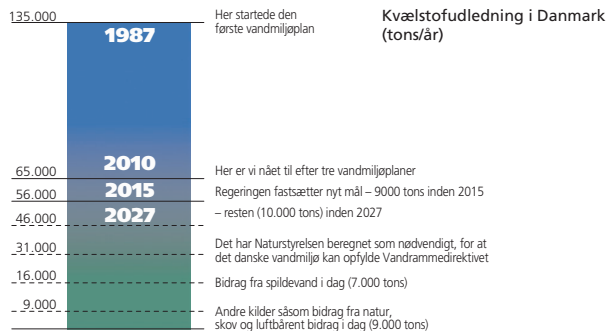 Kvælstofudledning i Danmark
(tons/år)
135.000
Her startede den
første vandmiljøplan
1987
2010
65.000
Her er vi nået til efter tre vandmiljøplaner
2015
Regeringen fastsætter nyt mål – 9000 tons inden 2015
56.000
2027
– resten (10.000 tons) inden 2027
46.000
Det har Naturstyrelsen beregnet som nødvendigt, for at
det danske vandmiljø kan opfylde Vandrammedirektivet
31.000
16.000
Bidrag fra spildevand i dag (7.000 tons)
9.000
Andre kilder såsom bidrag fra natur,
skov og luftbårent bidrag i dag (9.000 tons)